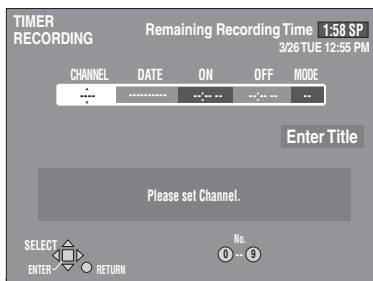 TIMER
RECORDING
Remaining Recording Time 1:58 SP
3/26 TUE 12:55 PM
CHANNEL DATE ON OFF MODE
---- ---------- --:-- -- --:-- -- --
Enter Title
Please set Channel.
SELECT
No.
0 -- 9
ENTER RETURN